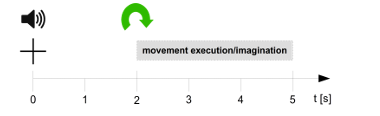 movement execution/imagination
0 1 2 3 4 5 t [s]